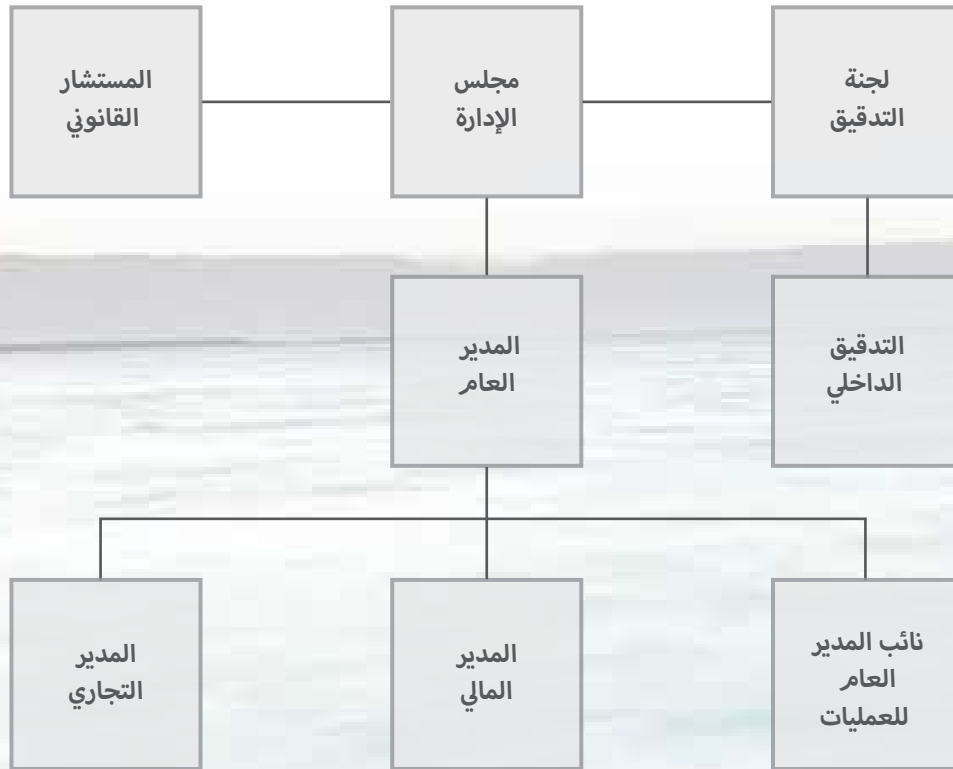 لجنة
التدقيق
مجلس
الإدارة
المستشار
القانوني
التدقيق
الداخلي
المدير
العام
نائب المدير
العام
للعمليات
المدير
المالي
المدير
التجاري